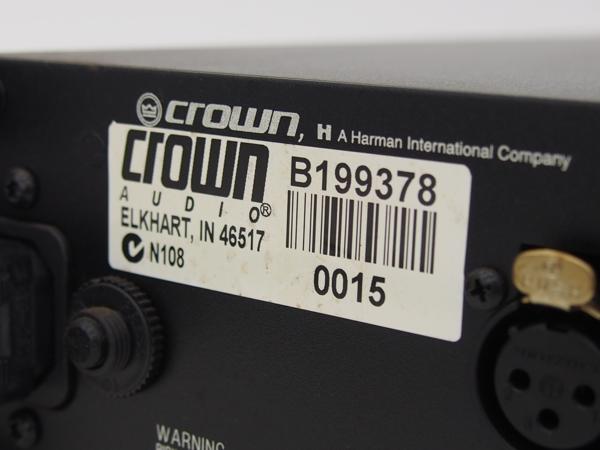 crown, H A Harman International Company
crown
AUDIO®
ELKHART, IN 46517
N108
B199378
0015
WARNING